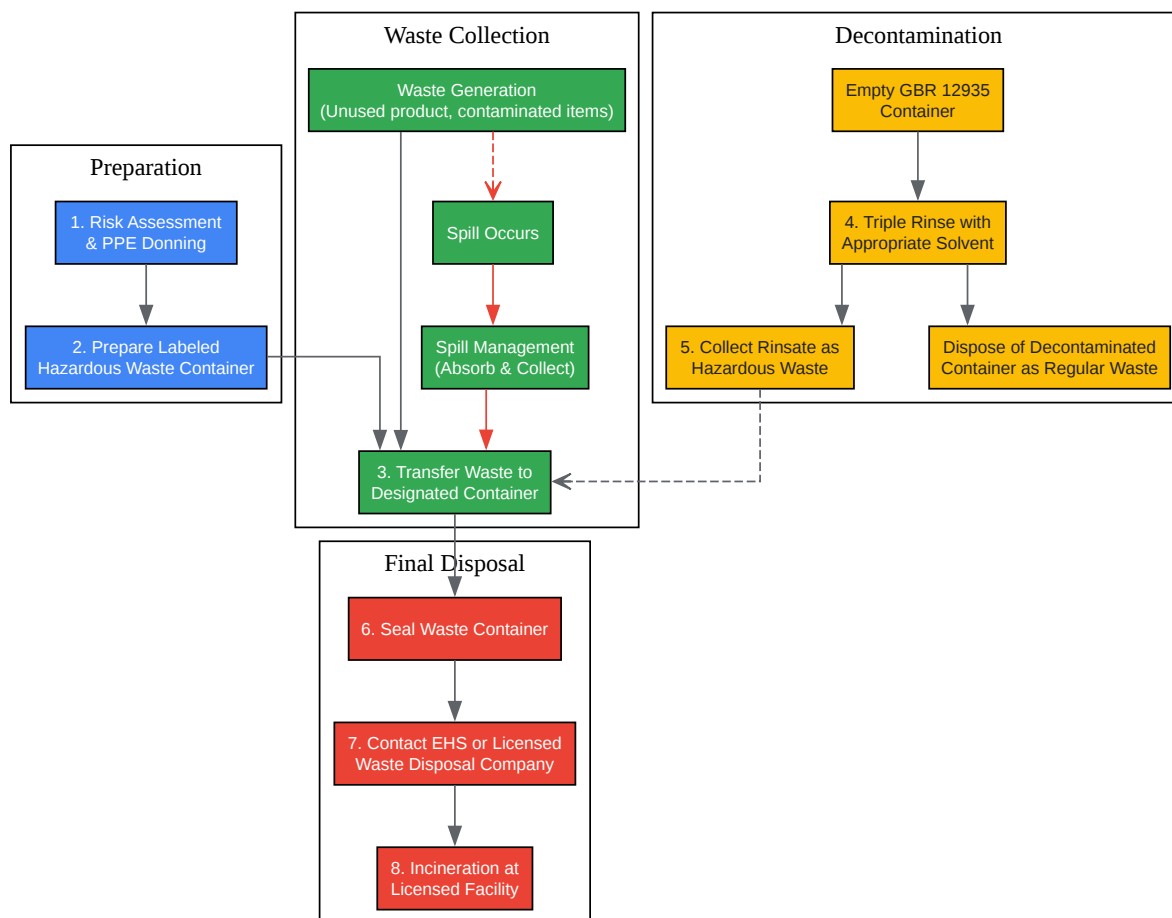 Preparation
1. Risk Assessment
& PPE Donning
2. Prepare Labeled
Hazardous Waste Container
Waste Collection
Waste Generation
(Unused product, contaminated items)
Spill Occurs
Spill Management
(Absorb & Collect)
3. Transfer Waste to
Designated Container
Decontamination
Empty GBR 12935
Container
4. Triple Rinse with
Appropriate Solvent
5. Collect Rinsate as
Hazardous Waste
Dispose of Decontaminated
Container as Regular Waste
Final Disposal
6. Seal Waste Container
7. Contact EHS or Licensed
Waste Disposal Company
8. Incineration at
Licensed Facility